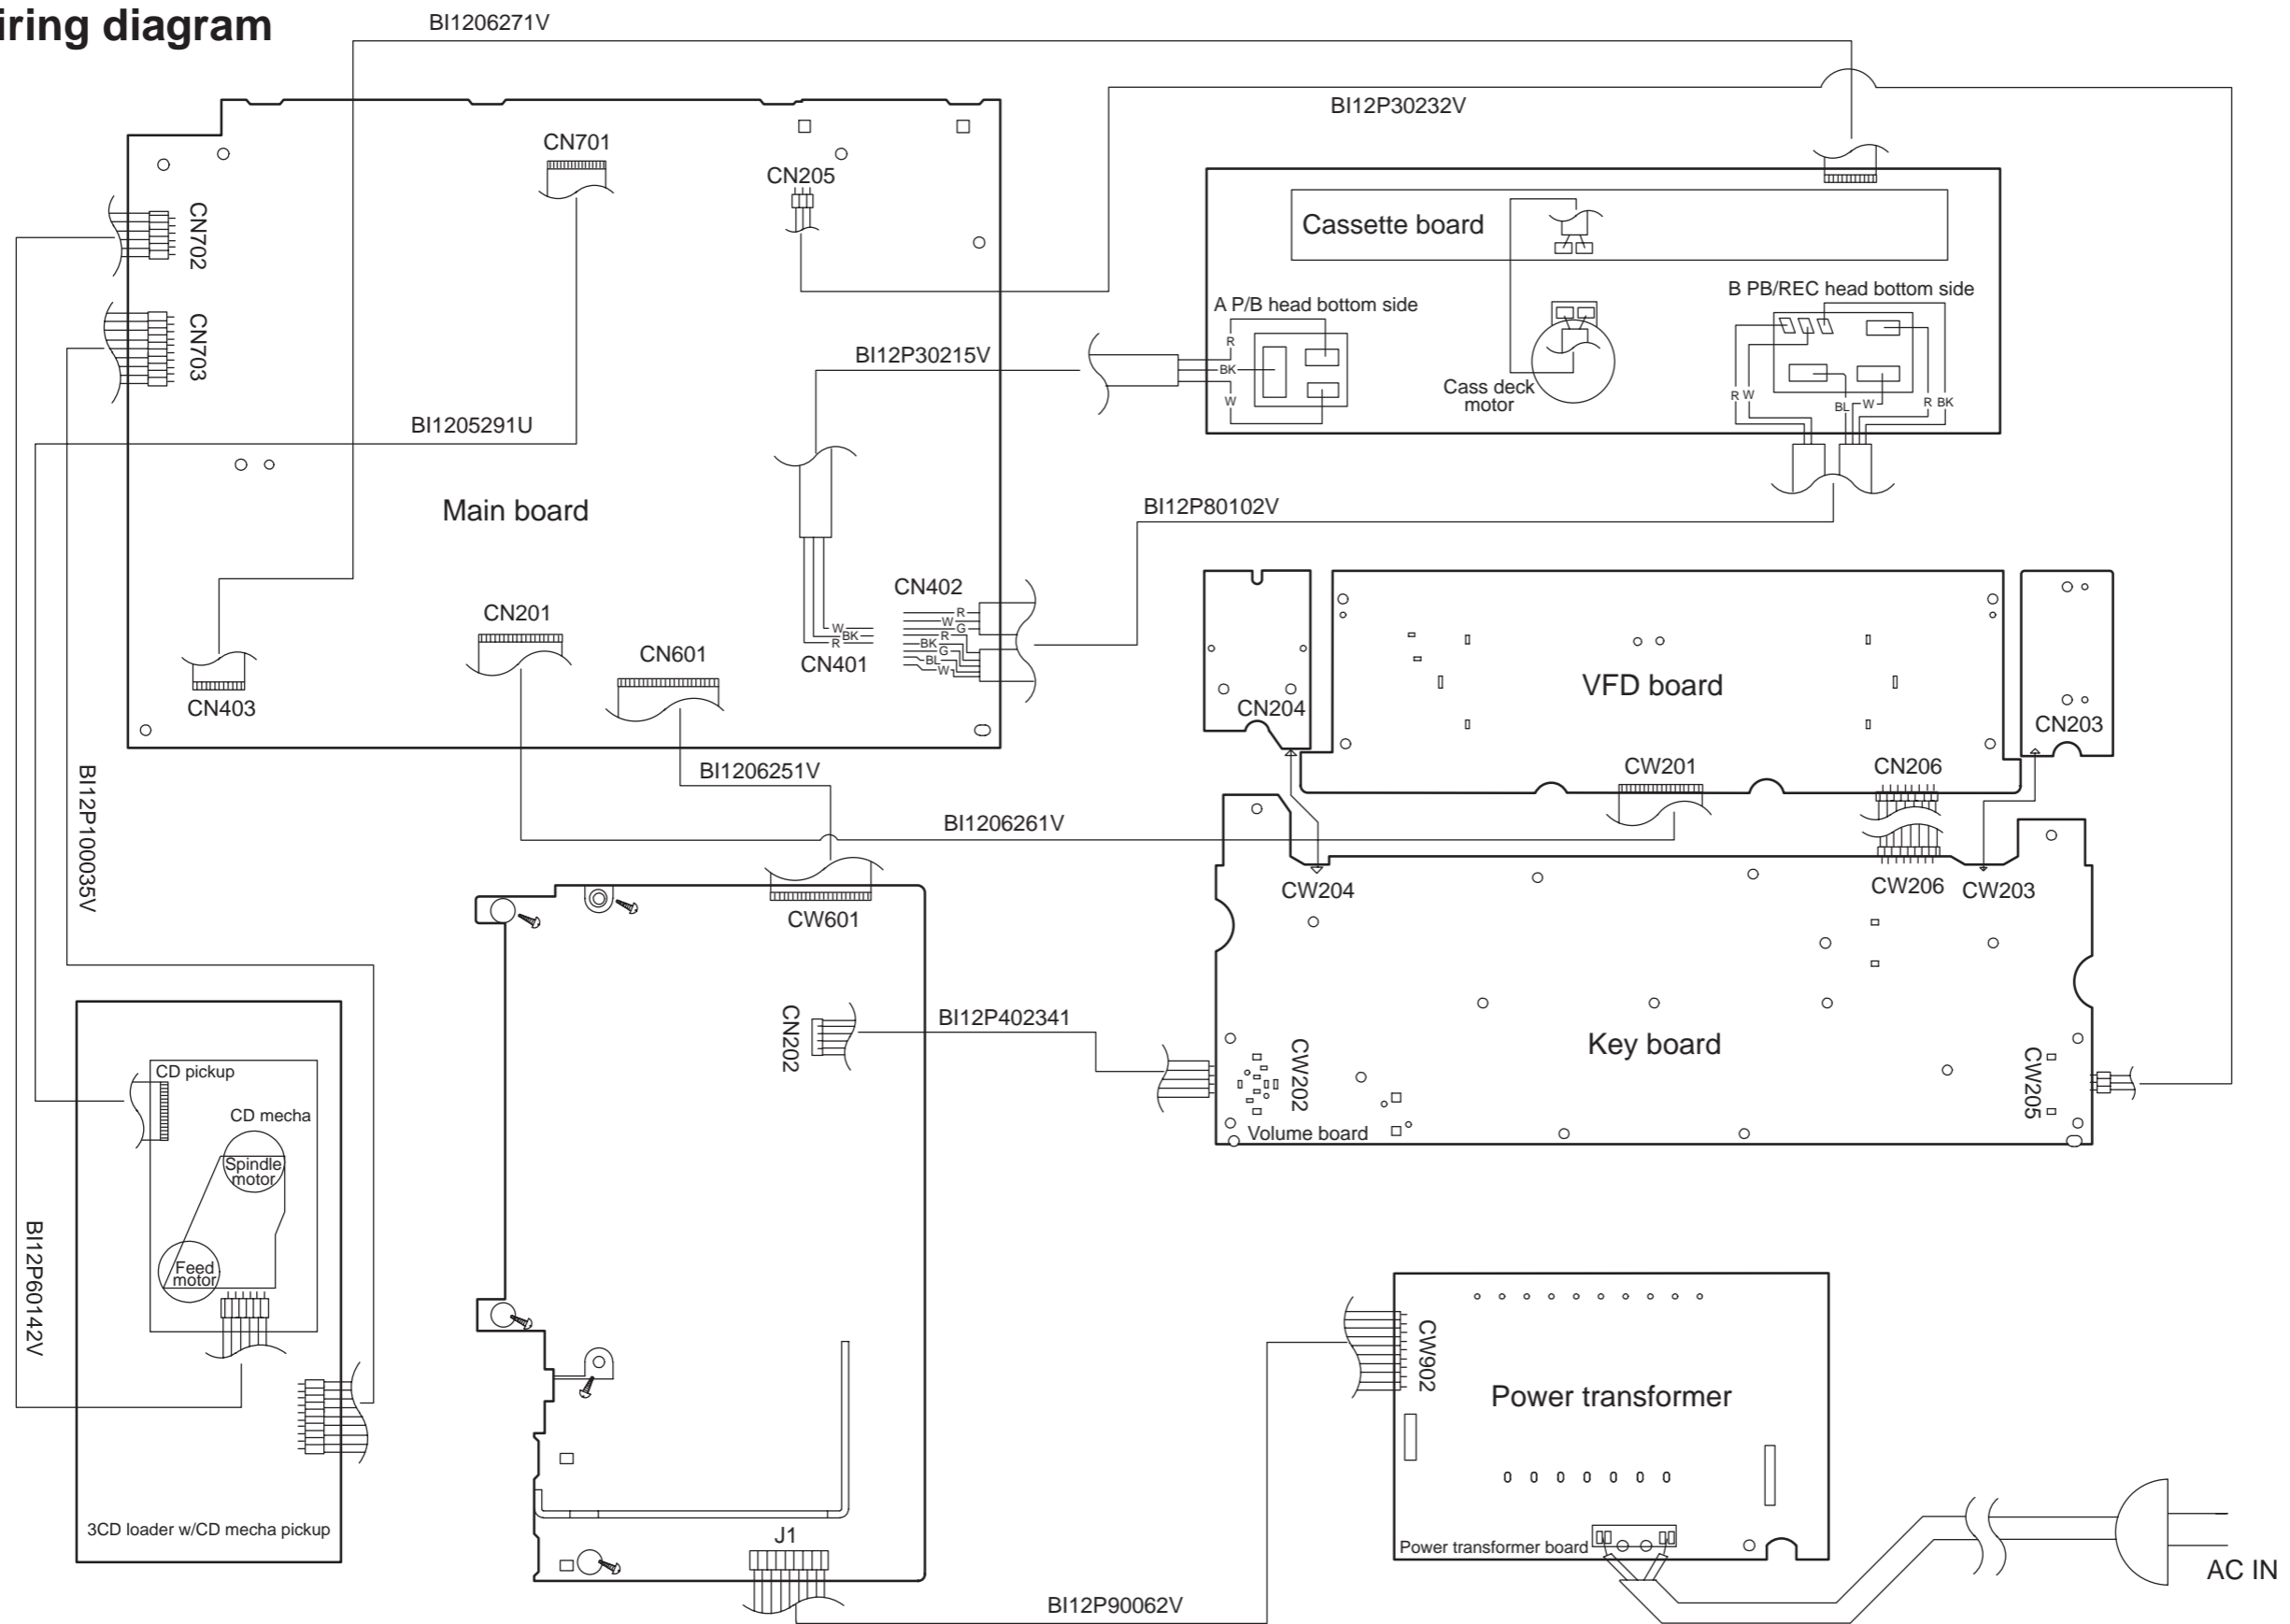 iring diagram
BI1206271V
BI12P30232V
CN701
CN205
CN702
CN703
Cassette board
A P/B head bottom side
B PB/REC head bottom side
R
BK
W
Cass deck
motor
R W
BL
W
R BK
BI12P30215V
BI1205291U
Main board
BI12P80102V
CN402
R
W
G
R
BK
G
BL
W
W
BK
R
CN401
CN201
CN601
CN403
CN204
VFD board
CN203
CW201
CN206
BI1206251V
BI1206261V
BI12P100035V
CW204
CW206
CW203
CW601
CN202
BI12P402341
Key board
CW202
CW205
Volume board
CD pickup
CD mecha
Spindle
motor
Feed
motor
BI12P60142V
3CD loader w/CD mecha pickup
J1
BI12P90062V
CW902
Power transformer
Power transformer board
AC IN